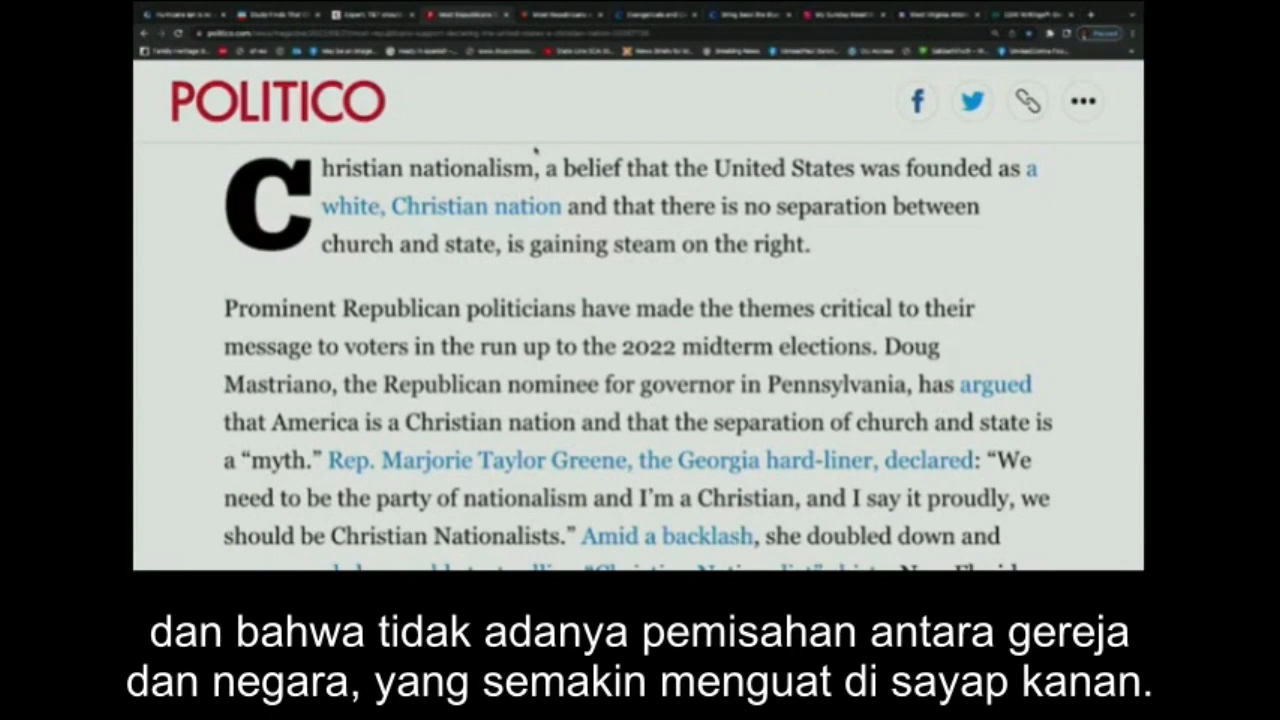 POLITICO
Christian nationalism, a belief that the United States was founded as a
white, Christian nation and that there is no separation between
church and state, is gaining steam on the right.
Prominent Republican politicians have made the themes critical to their
message to voters in the run up to the 2022 midterm elections. Doug
Mastriano, the Republican nominee for governor in Pennsylvania, has argued
that America is a Christian nation and that the separation of church and state is
a “myth.” Rep. Marjorie Taylor Greene, the Georgia hard-liner, declared: “We
need to be the party of nationalism and I’m a Christian, and I say it proudly, we
should be Christian Nationalists.” Amid a backlash, she doubled down and
dan bahwa tidak adanya pemisahan antara gereja
dan negara, yang semakin menguat di sayap kanan.